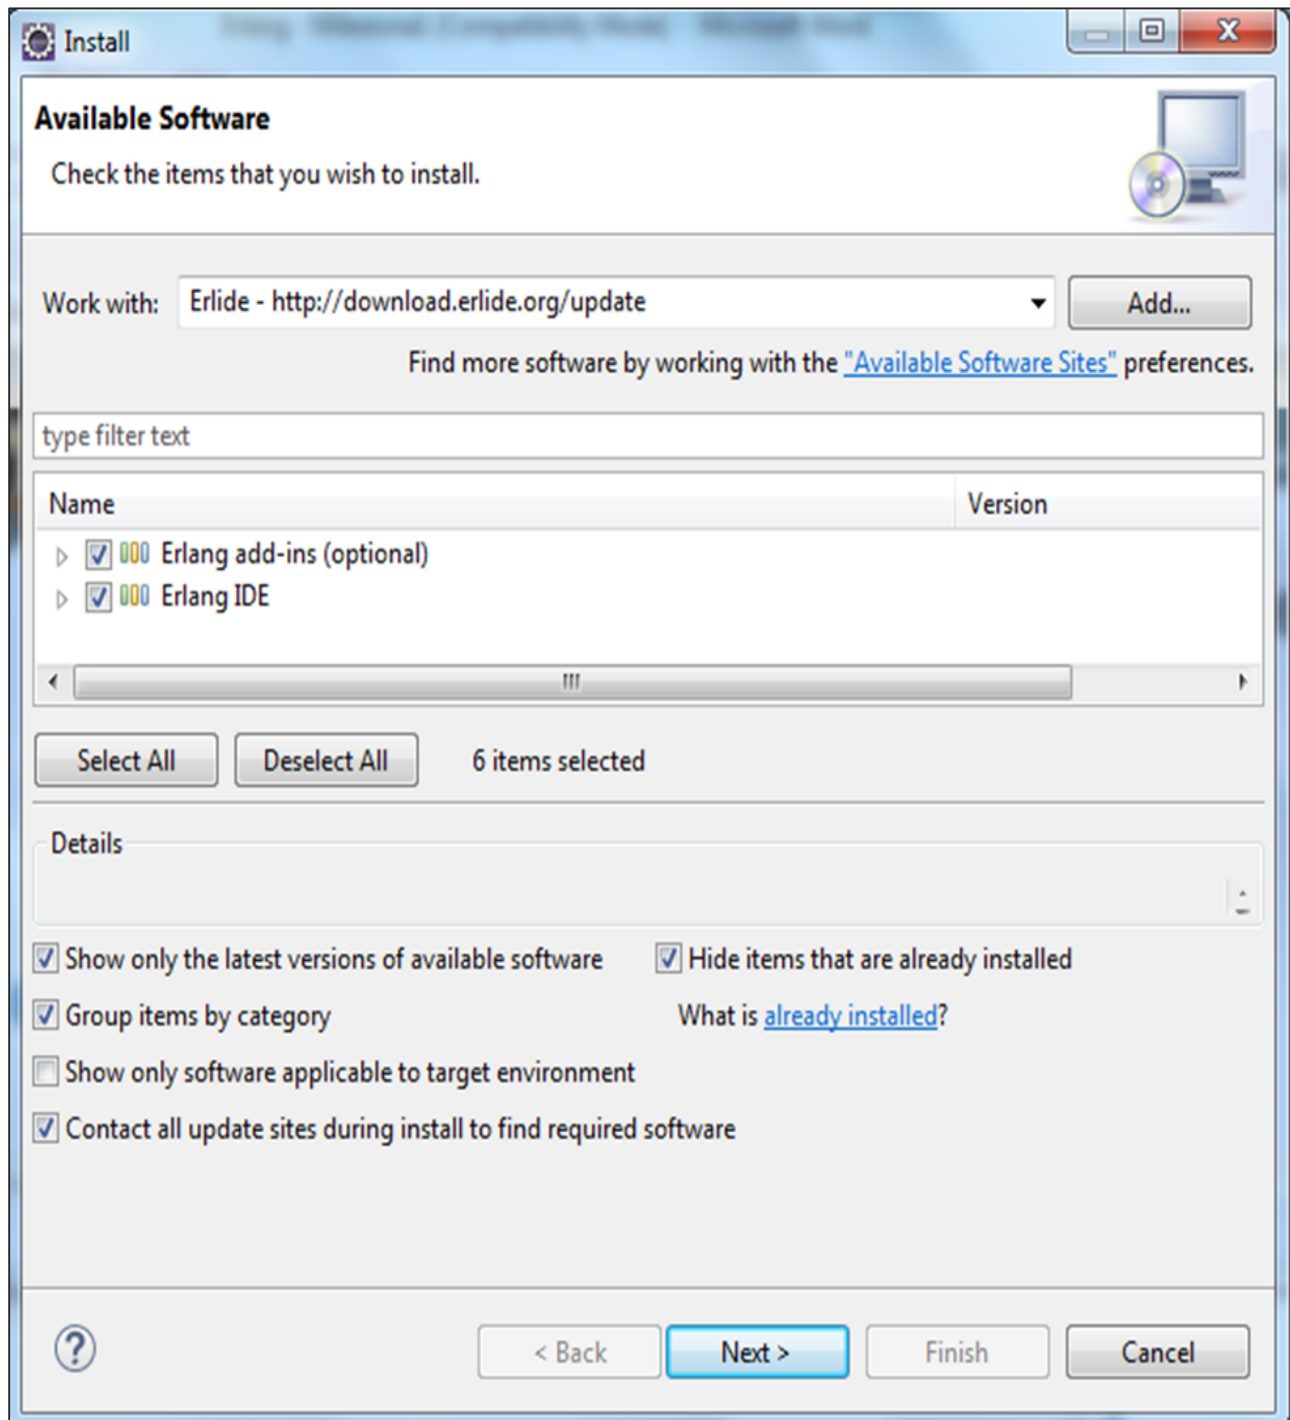 Install
Available Software
Check the items that you wish to install.
Work with: Erlide - http://download.erlide.org/update Add...
Find more software by working with the "Available Software Sites" preferences.
type filter text
Name Version
Erlang add-ins (optional)
Erlang IDE
Select All Deselect All 6 items selected
Details
Show only the latest versions of available software Hide items that are already installed
Group items by category What is already installed?
Show only software applicable to target environment
Contact all update sites during install to find required software
? < Back Next > Finish Cancel